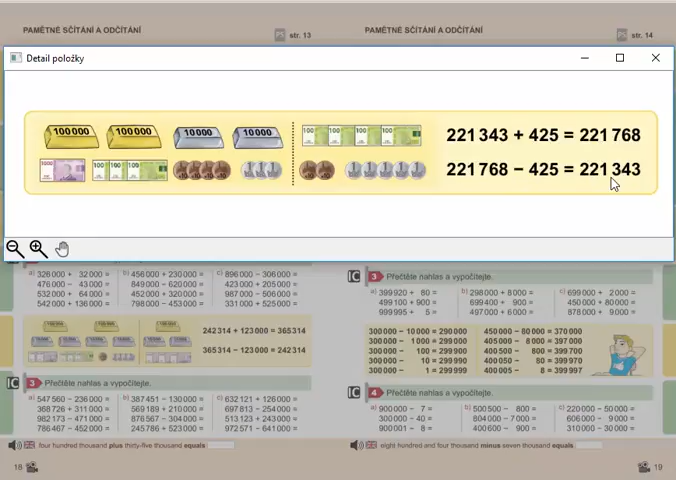 PAMĚTNÉ SČÍTÁNÍ A ODČÍTÁNÍ
PS str. 13
PAMĚTNÉ SČÍTÁNÍ A ODČÍTÁNÍ
PS str. 14
Detail položky
100 000
100 000
10 000
10 000
100 100 100 100
221 343 + 425 = 221 768
1000
100 100 100
221 768 − 425 = 221 343
a) 326 000 + 32 000 =
476 000 − 43 000 =
532 000 + 64 000 =
542 000 + 136 000 =
b) 456 000 + 230 000 =
849 000 − 620 000 =
452 000 + 320 000 =
798 000 − 453 000 =
c) 896 000 − 306 000 =
423 000 + 205 000 =
987 000 − 506 000 =
331 000 + 525 000 =
242 314 + 123 000 = 365 314
365 314 − 123 000 = 242 314
3 Přečtěte nahlas a vypočítejte.
a) 547 560 − 236 000 =
368 726 + 311 000 =
982 173 − 471 000 =
786 467 − 452 000 =
b) 387 451 − 130 000 =
569 189 + 210 000 =
876 567 − 304 000 =
245 786 + 523 000 =
c) 632 121 + 126 000 =
697 813 − 254 000 =
513 123 + 243 000 =
972 571 − 641 000 =
four hundred thousand plus thirty-five thousand equals
18
3 Přečtěte nahlas a vypočítejte.
a) 399 920 + 80 =
499 100 + 900 =
999 995 + 5 =
b) 298 000 + 8 000 =
699 400 + 900 =
497 000 + 6 000 =
c) 699 000 + 2 000 =
450 000 + 80 000 =
878 000 + 9 000 =
300 000 − 10 000 = 290 000
300 000 − 1 000 = 299 000
300 000 − 100 = 299 900
300 000 − 10 = 299 990
300 000 − 1 = 299 999
450 000 − 80 000 = 370 000
405 000 − 8 000 = 397 000
400 500 − 800 = 399 700
400 050 − 80 = 399 970
400 005 − 8 = 399 997
4 Přečtěte nahlas a vypočítejte.
a) 900 000 − 7 =
300 000 − 40 =
900 001 − 8 =
b) 500 500 − 800 =
804 000 − 7 000 =
400 600 − 900 =
c) 220 000 − 50 000 =
606 000 − 9 000 =
310 000 − 30 000 =
eight hundred and four thousand minus seven thousand equals
19